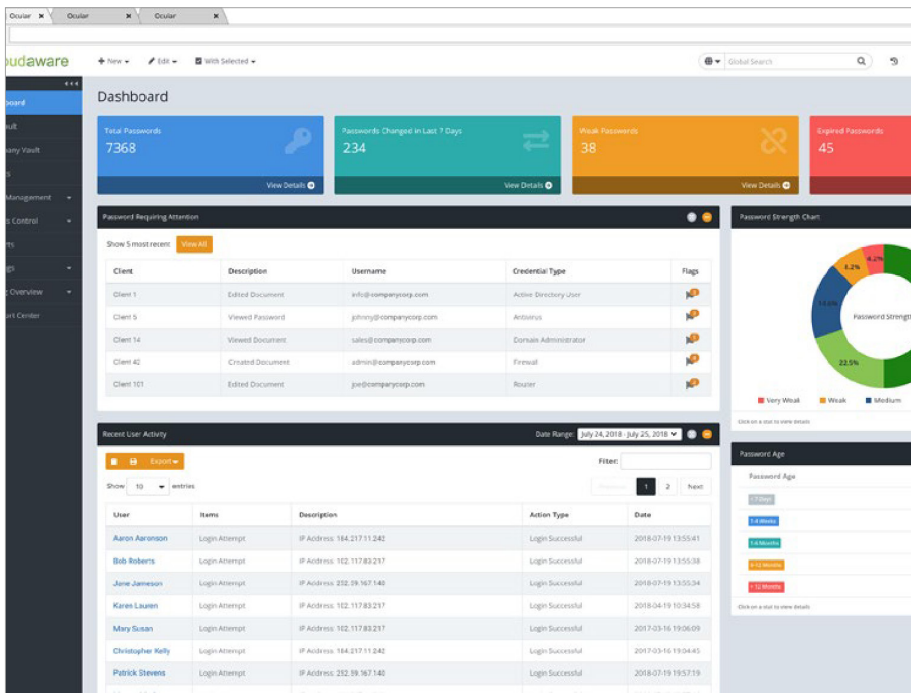 Ocular Ocular Ocular
oudaware New Edit With Selected Global Search
board
Dashboard
ault
pany Vault
Management
s Control
rts
gs
g Overview
ort Center
Total Passwords
7368
View Details
Passwords Changed in Last 7 Days
234
View Details
Weak Passwords
38
View Details
Expired Passwords
45
Password Requiring Attention
Show 5 most recent View All
Client Description Username Credential Type Flags
Client 1 Edited Document info@companycorp.com Active Directory User
Client 5 Viewed Password johnny@companycorp.com Antivirus
Client 14 Viewed Document sales@companycorp.com Domain Administrator
Client 42 Created Document admin@companycorp.com Firewall
Client 101 Edited Document joe@companycorp.com Router
Password Strength Chart
4.2%
8.2%
22.5%
Password Strengt
Very Weak Weak Medium
Click on a stat to view details
Recent User Activity Date Range: July 24, 2018 - July 25, 2018
Export Filter:
Show 10 entries 1 2 Next
User Items Description Action Type Date
Aaron Aaronson Login Attempt IP Address: 184.217.11.242 Login Successful 2018-07-19 13:55:41
Bob Roberts Login Attempt IP Address: 102.117.83.217 Login Successful 2018-07-19 13:55:38
Jane Jameson Login Attempt IP Address: 232.39.167.140 Login Successful 2018-07-19 13:55:34
Karen Lauren Login Attempt IP Address: 102.117.83.217 Login Successful 2018-04-19 10:34:58
Mary Susan Login Attempt IP Address: 102.117.83.217 Login Successful 2017-03-16 19:06:09
Christopher Kelly Login Attempt IP Address: 184.217.11.242 Login Successful 2017-03-16 19:04:45
Patrick Stevens Login Attempt IP Address: 232.39.167.140 Login Successful 2018-07-19 19:57:19
Password Age
Password Age
< 7 Days
1-4 Weeks
1-6 Months
> 12 Months
Click on a stat to view details